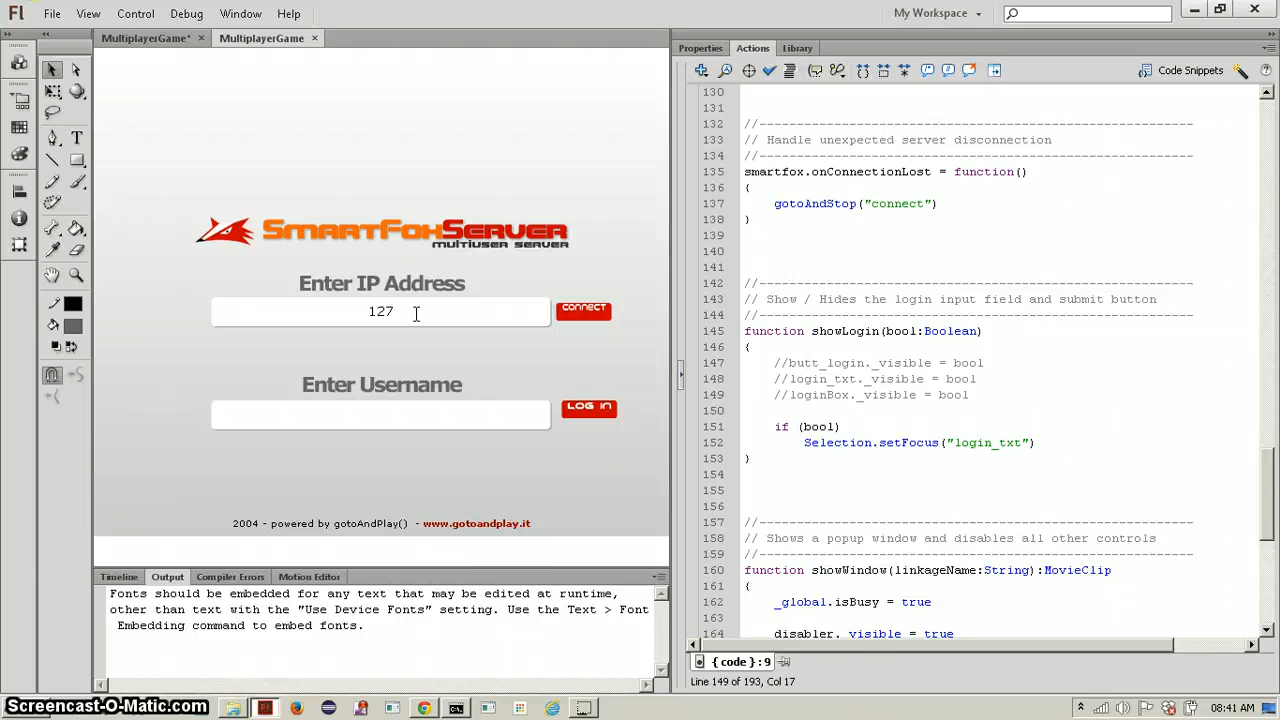 Fl File View Control Debug Window Help My Workspace
MultiplayerGame* × MultiplayerGame ×
SMARTFOXSERVER
MULTIUSER SERVER
Enter IP Address
127
CONNECT
Enter Username
LOG IN
2004 - powered by gotoAndPlay() - www.gotoandplay.it
Timeline Output Compiler Errors Motion Editor
Fonts should be embedded for any text that may be edited at runtime,
other than text with the "Use Device Fonts" setting. Use the Text > Font
Embedding command to embed fonts.
Properties Actions Library
Code Snippets
130
131
132 //------------------------------------------------------------
133 // Handle unexpected server disconnection
134 //------------------------------------------------------------
135 smartfox.onConnectionLost = function()
136 {
137 gotoAndStop("connect")
138 }
139
140
141
142 //------------------------------------------------------------
143 // Show / Hides the login input field and submit button
144 //------------------------------------------------------------
145 function showLogin(bool:Boolean)
146 {
147 //butt_login._visible = bool
148 //login_txt._visible = bool
149 //loginBox._visible = bool
150
151 if (bool)
152 Selection.setFocus("login_txt")
153 }
154
155
156
157 //------------------------------------------------------------
158 // Shows a popup window and disables all other controls
159 //------------------------------------------------------------
160 function showWindow(linkageName:String):MovieClip
161 {
162 _global.isBusy = true
163
164 disabler._visible = true
{ code } : 9
Line 149 of 193, Col 17
Screencast-O-Matic.com
08:41 AM